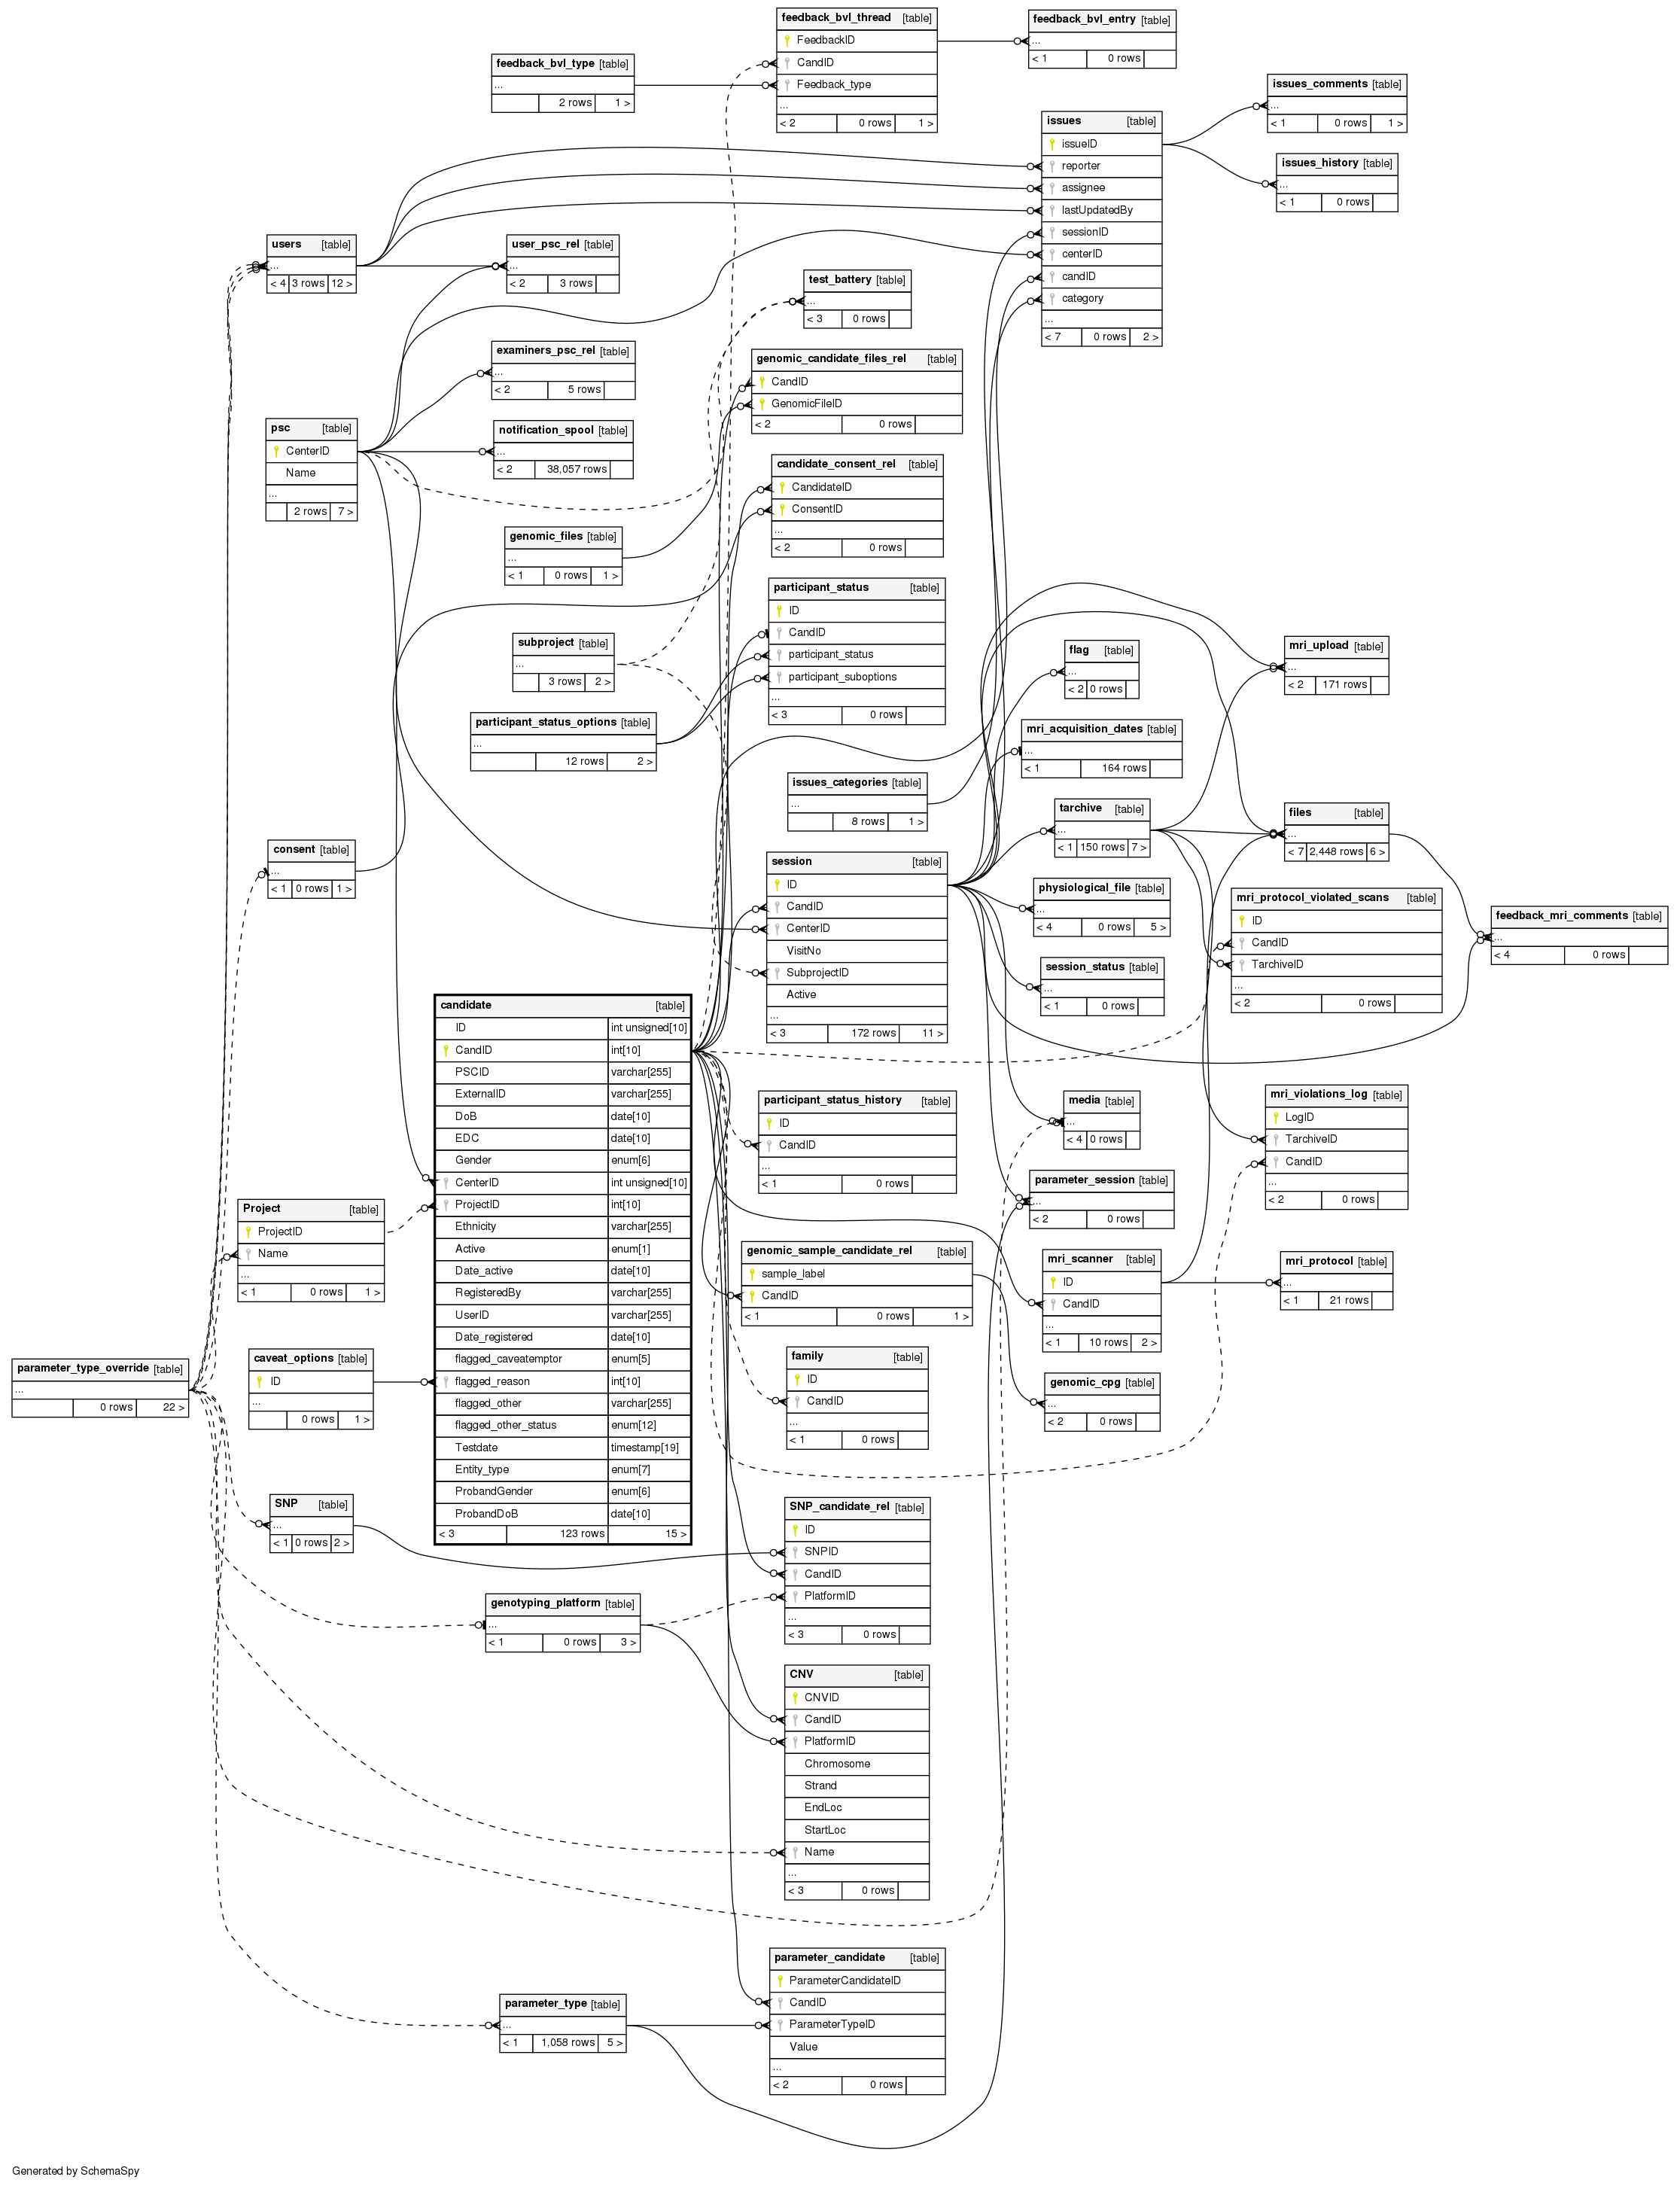 feedback_bvl_thread [table]
FeedbackID
CandID
Feedback_type
...
< 2 0 rows 1 >
feedback_bvl_entry [table]
...
< 1 0 rows
feedback_bvl_type [table]
...
2 rows 1 >
issues_comments [table]
...
< 1 0 rows 1 >
issues [table]
issueID
reporter
assignee
lastUpdatedBy
sessionID
centerID
candID
category
...
< 7 0 rows 2 >
issues_history [table]
...
< 1 0 rows
users [table]
...
< 4 3 rows 12 >
user_psc_rel [table]
...
< 2 3 rows
test_battery [table]
...
< 3 0 rows
examiners_psc_rel [table]
...
< 2 5 rows
genomic_candidate_files_rel [table]
CandID
GenomicFileID
< 2 0 rows
psc [table]
CenterID
Name
...
2 rows 7 >
notification_spool [table]
...
< 2 38,057 rows
candidate_consent_rel [table]
CandidateID
ConsentID
...
< 2 0 rows
genomic_files [table]
...
< 1 0 rows 1 >
participant_status [table]
ID
CandID
participant_status
participant_suboptions
...
< 3 0 rows
subproject [table]
...
3 rows 2 >
flag [table]
...
< 2 0 rows
mri_upload [table]
...
< 2 171 rows
participant_status_options [table]
...
12 rows 2 >
mri_acquisition_dates [table]
...
< 1 164 rows
issues_categories [table]
...
8 rows 1 >
tarchive [table]
...
< 1 150 rows 7 >
files [table]
...
< 7 2,448 rows 6 >
consent [table]
...
< 1 0 rows 1 >
session [table]
ID
CandID
CenterID
VisitNo
SubprojectID
Active
...
< 3 172 rows 11 >
physiological_file [table]
...
< 4 0 rows 5 >
mri_protocol_violated_scans [table]
ID
CandID
TarchiveID
...
< 2 0 rows
feedback_mri_comments [table]
...
< 4 0 rows
session_status [table]
...
< 1 0 rows
candidate [table]
ID int unsigned[10]
CandID int[10]
PSCID varchar[255]
ExternalID varchar[255]
DoB date[10]
EDC date[10]
Gender enum[6]
CenterID int unsigned[10]
ProjectID int[10]
Ethnicity varchar[255]
Active enum[1]
Date_active date[10]
RegisteredBy varchar[255]
UserID varchar[255]
Date_registered date[10]
flagged_caveatemptor enum[5]
flagged_reason int[10]
flagged_other varchar[255]
flagged_other_status enum[12]
Testdate timestamp[19]
Entity_type enum[7]
ProbandGender enum[6]
ProbandDoB date[10]
< 3 123 rows 15 >
participant_status_history [table]
ID
CandID
...
< 1 0 rows
media [table]
...
< 4 0 rows
mri_violations_log [table]
LogID
TarchiveID
CandID
...
< 2 0 rows
parameter_session [table]
...
< 2 0 rows
Project [table]
ProjectID
Name
...
< 1 0 rows 1 >
genomic_sample_candidate_rel [table]
sample_label
CandID
< 1 0 rows 1 >
mri_scanner [table]
ID
CandID
...
< 1 10 rows 2 >
mri_protocol [table]
...
< 1 21 rows
parameter_type_override [table]
...
0 rows 22 >
caveat_options [table]
ID
...
0 rows 1 >
family [table]
ID
CandID
...
< 1 0 rows
genomic_cpg [table]
...
< 2 0 rows
SNP [table]
...
< 1 0 rows 2 >
SNP_candidate_rel [table]
ID
SNPID
CandID
PlatformID
...
< 3 0 rows
genotyping_platform [table]
...
< 1 0 rows 3 >
CNV [table]
CNVID
CandID
PlatformID
Chromosome
Strand
EndLoc
StartLoc
Name
...
< 3 0 rows
parameter_candidate [table]
ParameterCandidateID
CandID
ParameterTypeID
Value
...
< 2 0 rows
parameter_type [table]
...
< 1 1,058 rows 5 >
Generated by SchemaSpy